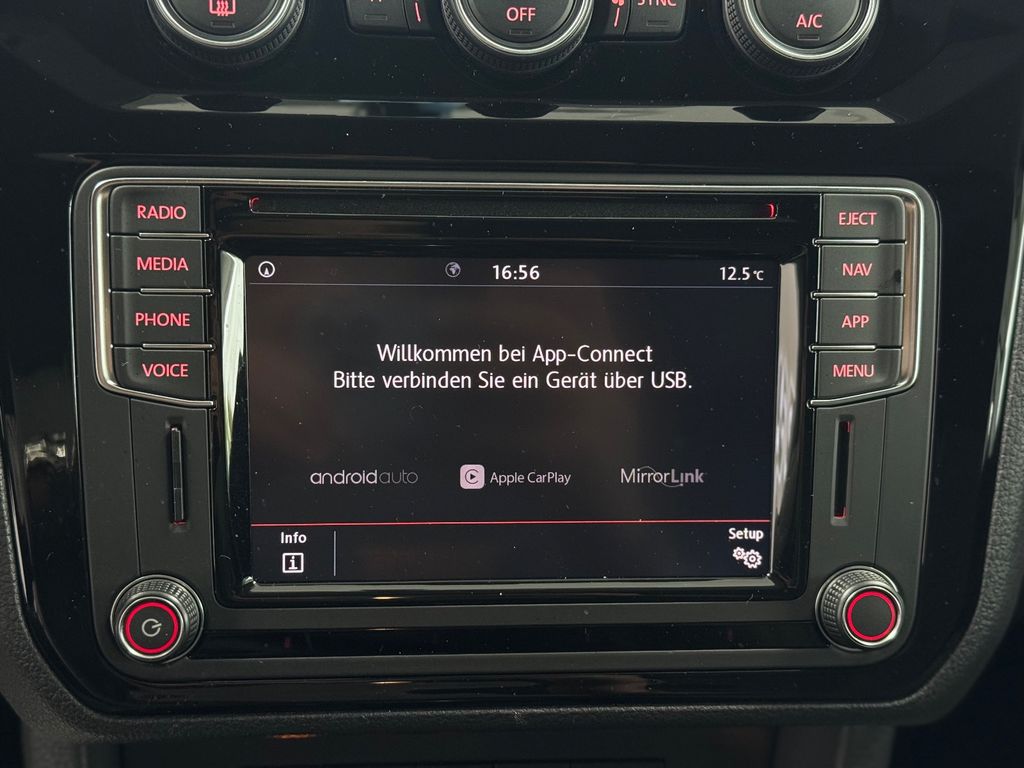 OFF
SYNC
A/C
RADIO
MEDIA
PHONE
VOICE
EJECT
NAV
APP
MENU
16:56
12.5 °C
Willkommen bei App-Connect
Bitte verbinden Sie ein Gerät über USB.
androidauto
Apple CarPlay
MirrorLink
Info
i
Setup